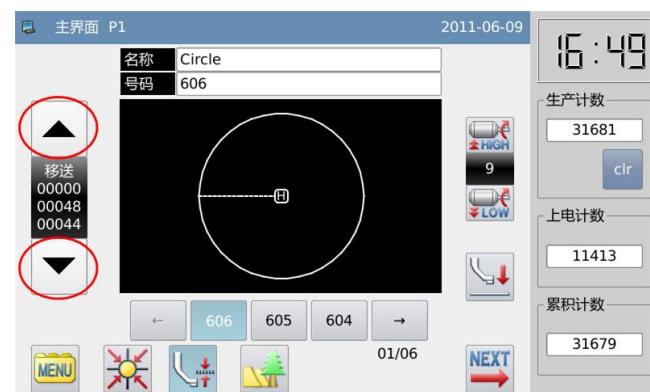 主界面 P1
2011-06-09
16:49
名称 Circle
号码 606
移送
00000
00048
00044
H
HIGH
9
LOW
生产计数
31681
clr
上电计数
11413
累积计数
31679
← 606 605 604 →
01/06
MENU
NEXT